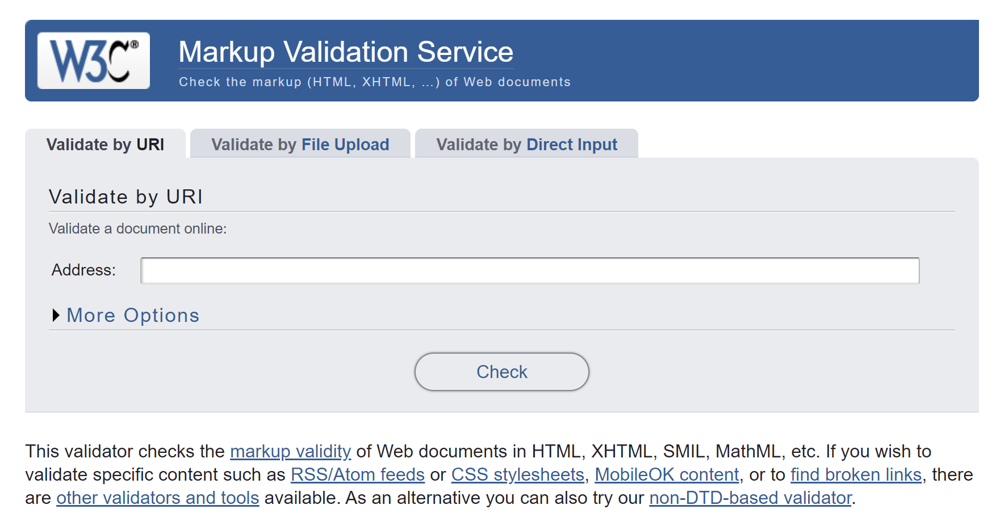 W3C®
Markup Validation Service
Check the markup (HTML, XHTML, …) of Web documents
Validate by URI
Validate by File Upload
Validate by Direct Input
Validate by URI
Validate a document online:
Address:
More Options
Check
This validator checks the markup validity of Web documents in HTML, XHTML, SMIL, MathML, etc. If you wish to
validate specific content such as RSS/Atom feeds or CSS stylesheets, MobileOK content, or to find broken links, there
are other validators and tools available. As an alternative you can also try our non-DTD-based validator.